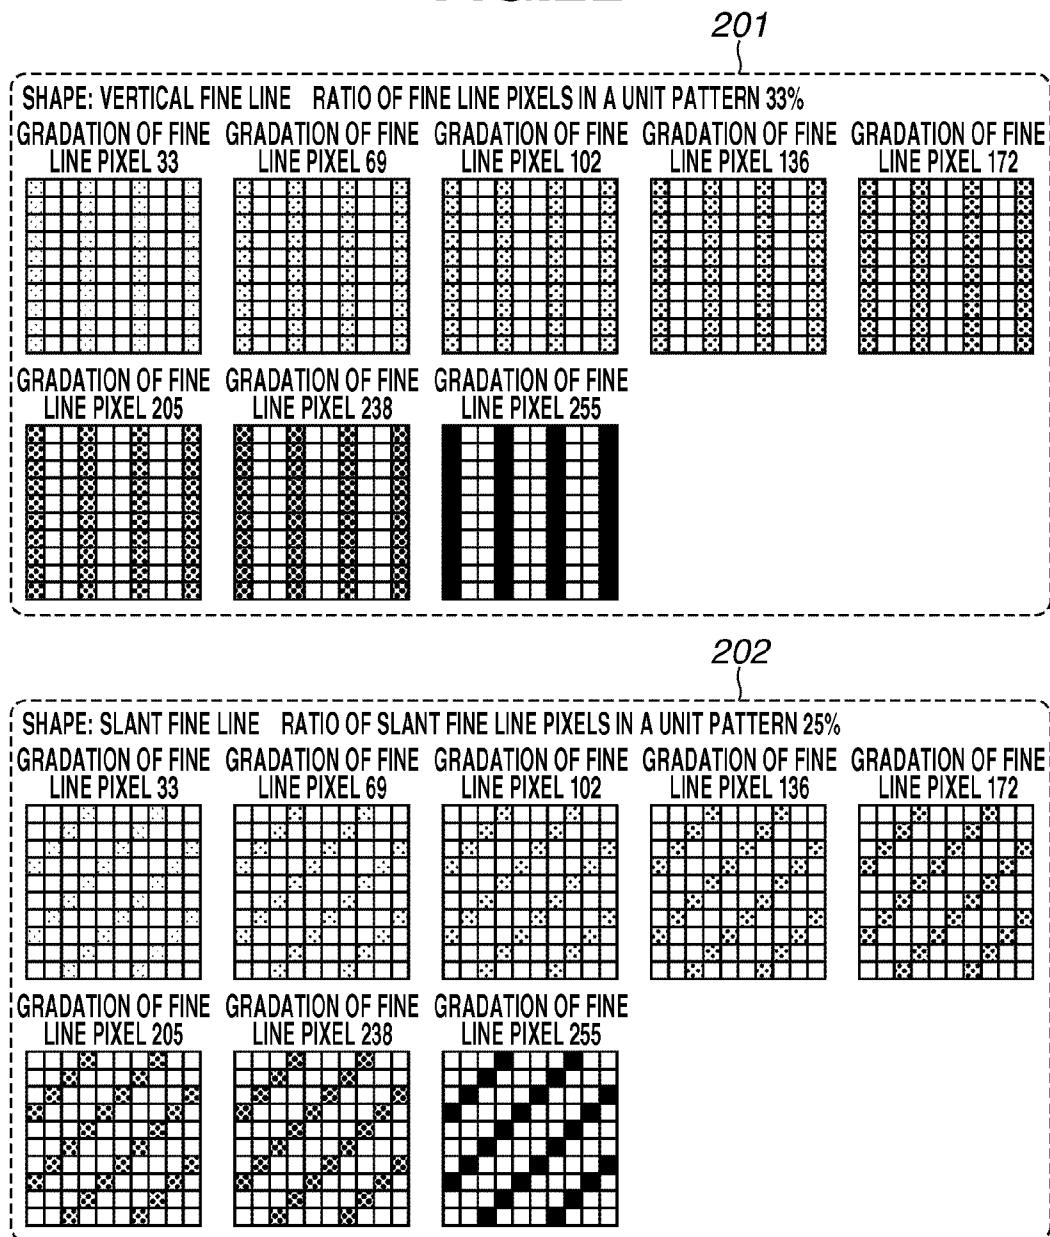 201
SHAPE: VERTICAL FINE LINE RATIO OF FINE LINE PIXELS IN A UNIT PATTERN 33%
GRADATION OF FINE LINE PIXEL 33
GRADATION OF FINE LINE PIXEL 69
GRADATION OF FINE LINE PIXEL 102
GRADATION OF FINE LINE PIXEL 136
GRADATION OF FINE LINE PIXEL 172
GRADATION OF FINE LINE PIXEL 205
GRADATION OF FINE LINE PIXEL 238
GRADATION OF FINE LINE PIXEL 255
202
SHAPE: SLANT FINE LINE RATIO OF SLANT FINE LINE PIXELS IN A UNIT PATTERN 25%
GRADATION OF FINE LINE PIXEL 33
GRADATION OF FINE LINE PIXEL 69
GRADATION OF FINE LINE PIXEL 102
GRADATION OF FINE LINE PIXEL 136
GRADATION OF FINE LINE PIXEL 172
GRADATION OF FINE LINE PIXEL 205
GRADATION OF FINE LINE PIXEL 238
GRADATION OF FINE LINE PIXEL 255